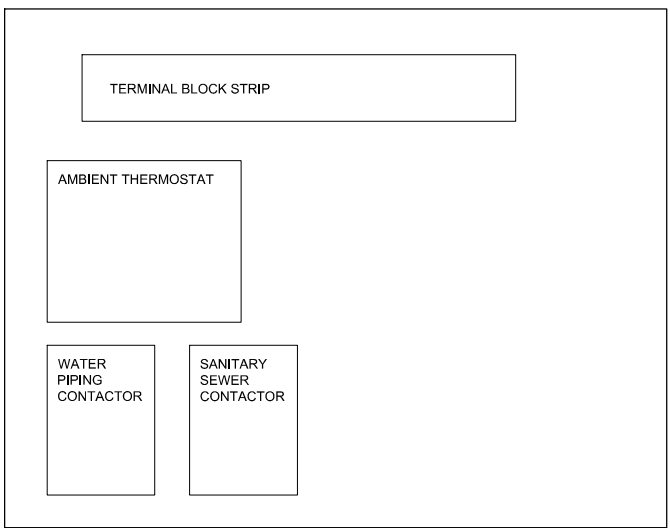 TERMINAL BLOCK STRIP
AMBIENT THERMOSTAT
WATER
PIPING
CONTACTOR
SANITARY
SEWER
CONTACTOR